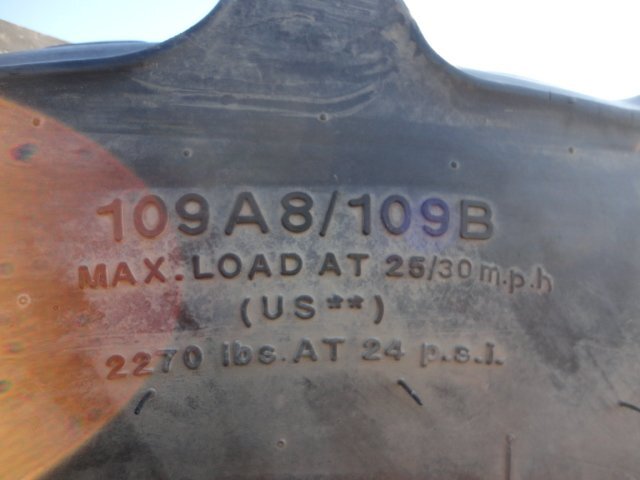 109A8/109B
MAX.LOAD AT 25/30 m.p.h
(US**)
2270 lbs.AT 24 p.s.i.